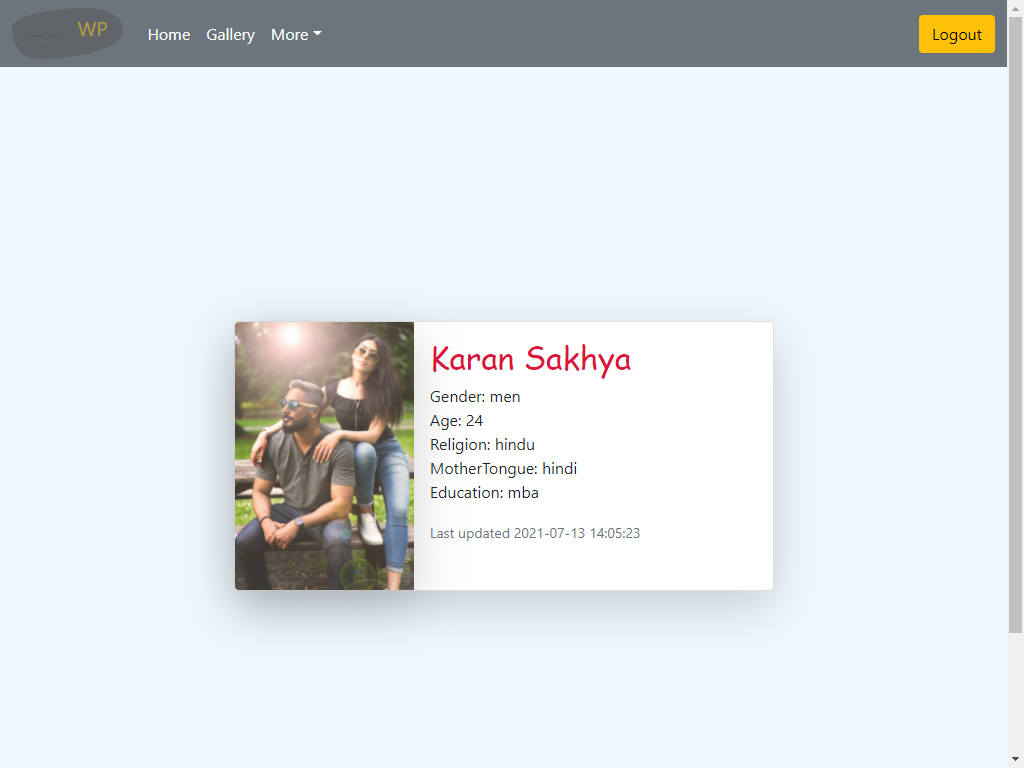 WP
Home Gallery More
Logout
Karan Sakhya
Gender: men
Age: 24
Religion: hindu
MotherTongue: hindi
Education: mba
Last updated 2021-07-13 14:05:23